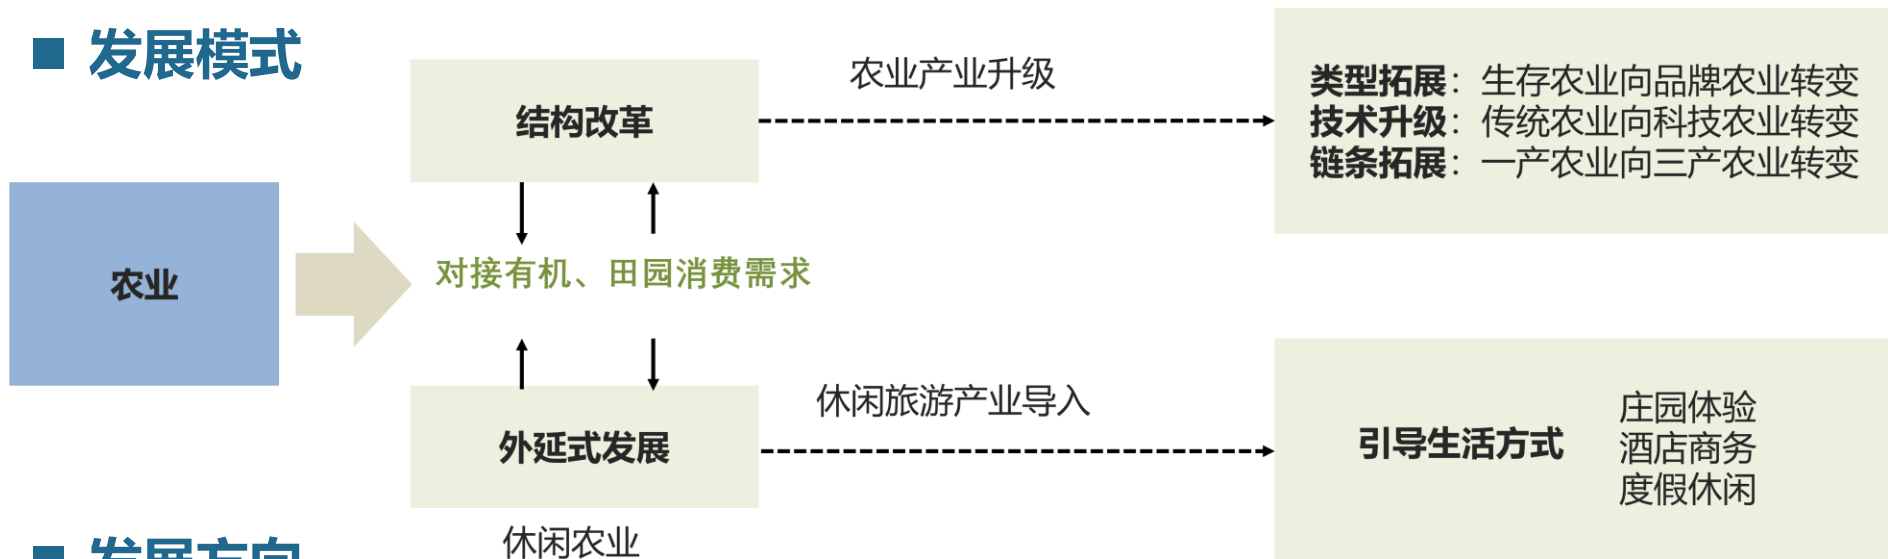 发展模式
农业
结构改革
对接有机、田园消费需求
外延式发展
休闲农业
农业产业升级
类型拓展：生存农业向品牌农业转变
技术升级：传统农业向科技农业转变
链条拓展：一产农业向三产农业转变
休闲旅游产业导入
引导生活方式
庄园体验
酒店商务
度假休闲
发展方向